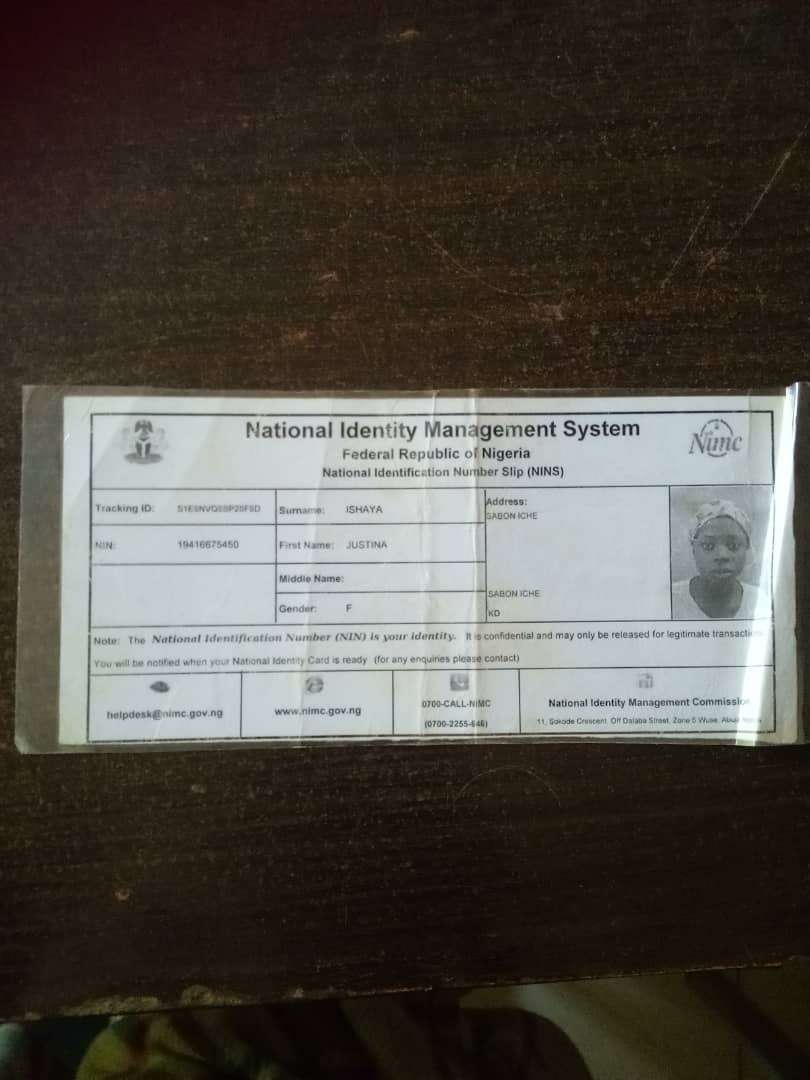 National Identity Management System
Federal Republic of Nigeria
National Identification Number Slip (NINS)
Nimc
Tracking ID:
Surname: ISHAYA
Address:
SABON ICHE
NIN: 19416675450
First Name: JUSTINA
Middle Name:
SABON ICHE
Gender: F
KD
Note: The National Identification Number (NIN) is your identity. It is confidential and may only be released for legitimate
You will be notified when your National Identity Card is ready (for any enquiries please contact)
helpdesk@nimc.gov.ng
www.nimc.gov.ng
0700-CALL-NIMC
(0700-2255-646)
National Identity Management Commission
11, Sokode Crescent, Off Dalaba Street, Zone 5 Wuse, Abuja